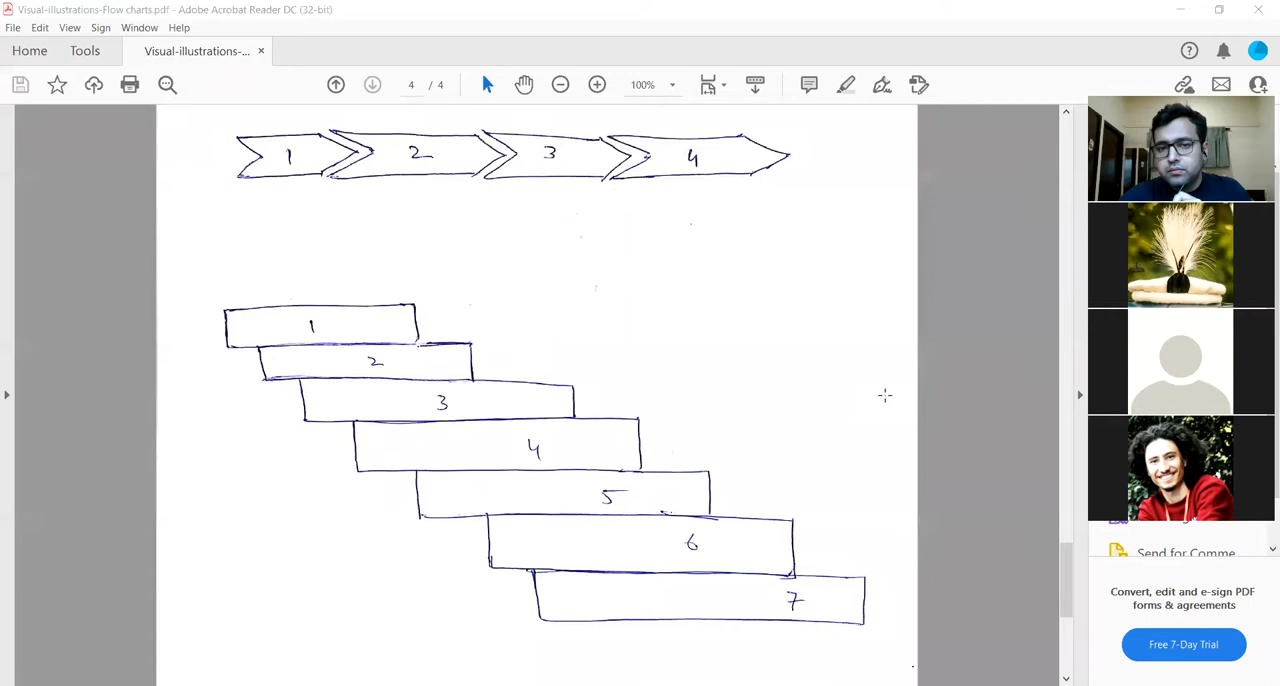 Visual-illustrations-Flow charts.pdf - Adobe Acrobat Reader DC (32-bit)
File Edit View Sign Window Help
Home Tools Visual-illustrations-... ×
4 / 4 100%
1 2 3 4
1
2
3
4
5
6
7
Send for Comme
Convert, edit and e-sign PDF
forms & agreements
Free 7-Day Trial